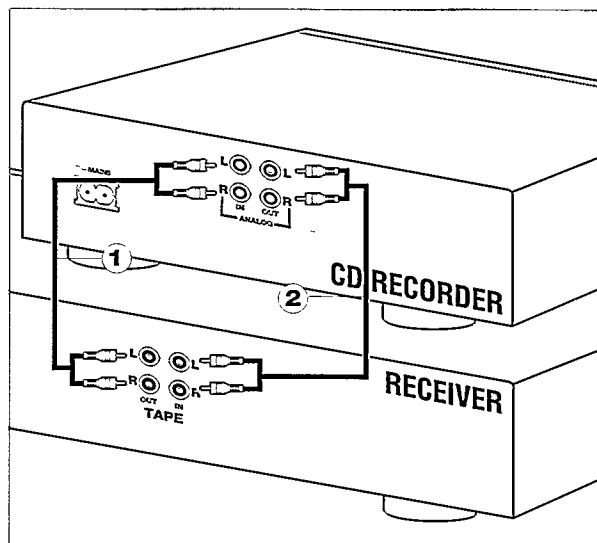 MAINS
L L
R R
IN OUT
ANALOG
1
2
CD RECORDER
L L
R R
OUT IN
TAPE
RECEIVER